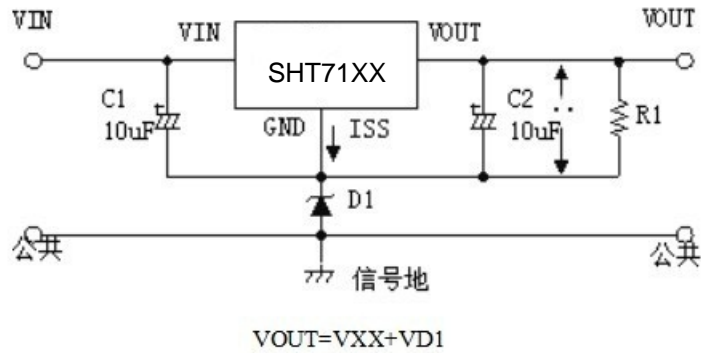 VIN
VOUT
VIN
VOUT
SHT71XX
C1
10uF
GND
ISS
C2
10uF
R1
D1
公共
公共
信号地
VOUT=VXX+VD1